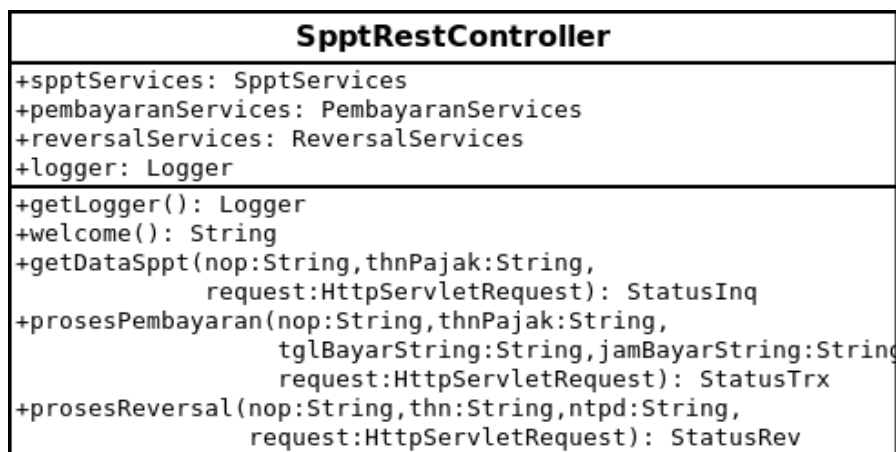 SpptRestController
+spptServices: SpptServices
+pembayaranServices: PembayaranServices
+reversalServices: ReversalServices
+logger: Logger
+getLogger(): Logger
+welcome(): String
+getDataSppt(nop:String,thnPajak:String,
request:HttpServletRequest): StatusInq
+prosesPembayaran(nop:String,thnPajak:String,
tglBayarString:String,jamBayarString:String
request:HttpServletRequest): StatusTrx
+prosesReversal(nop:String,thn:String,ntpd:String,
request:HttpServletRequest): StatusRev